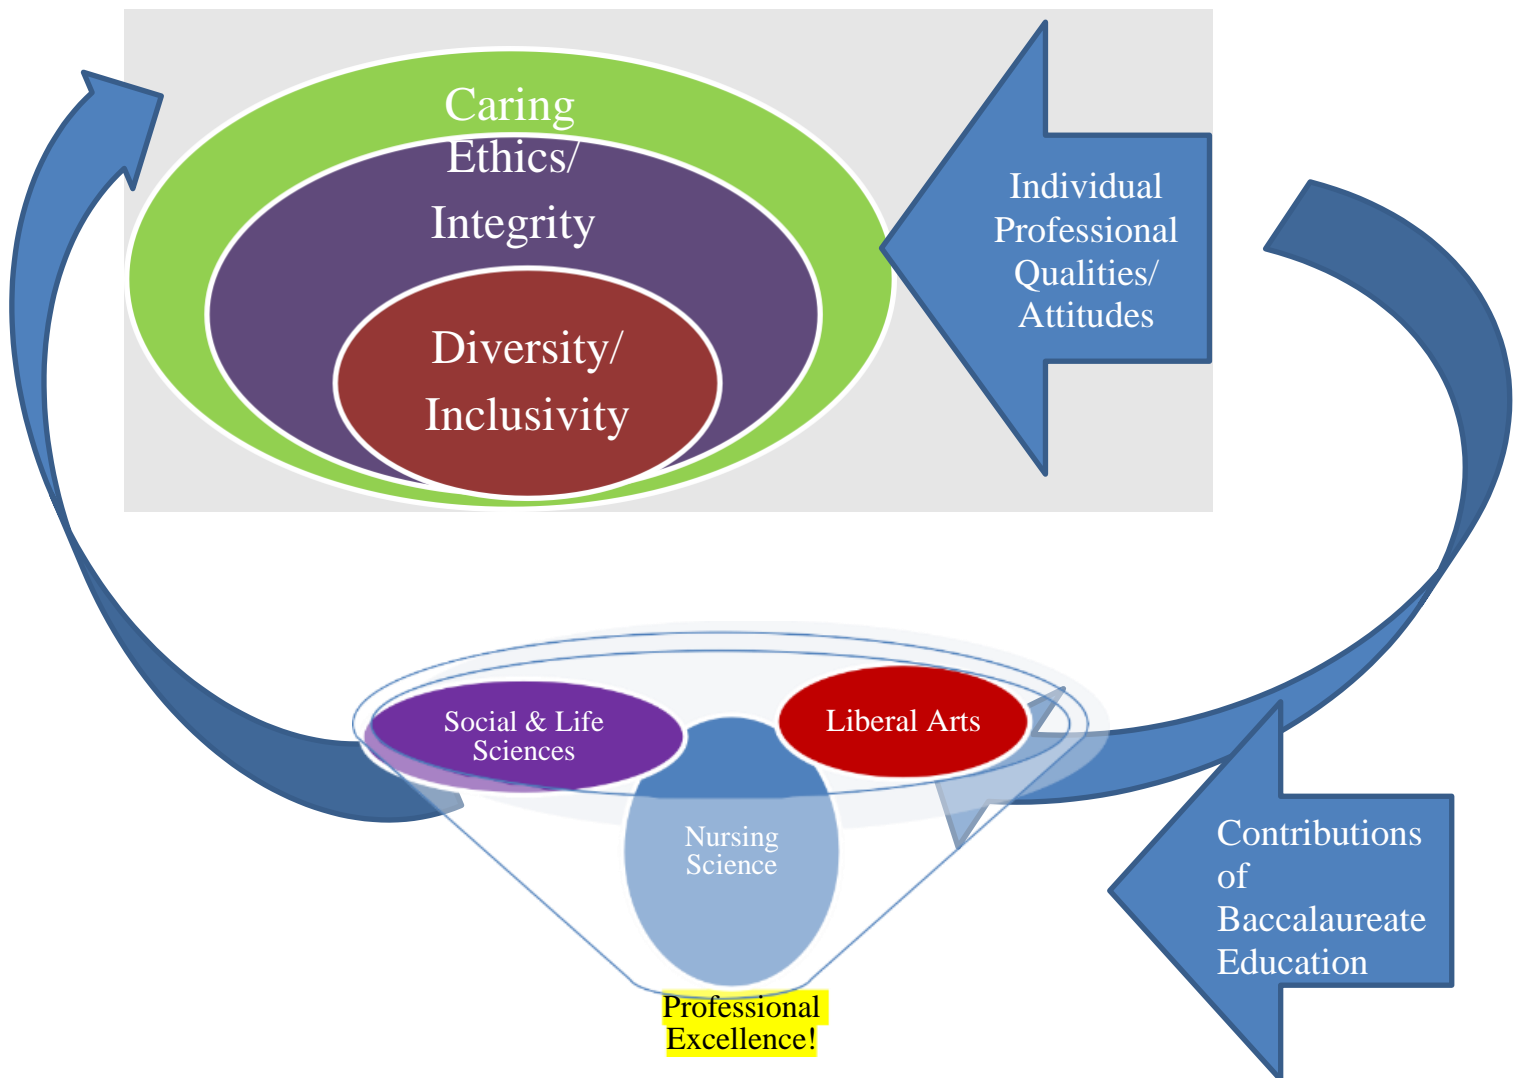 Caring
Ethics/
Integrity
Diversity/
Inclusivity
Individual
Professional
Qualities/
Attitudes
Social & Life
Sciences
Liberal Arts
Nursing
Science
Professional
Excellence!
Contributions
of
Baccalaureate
Education